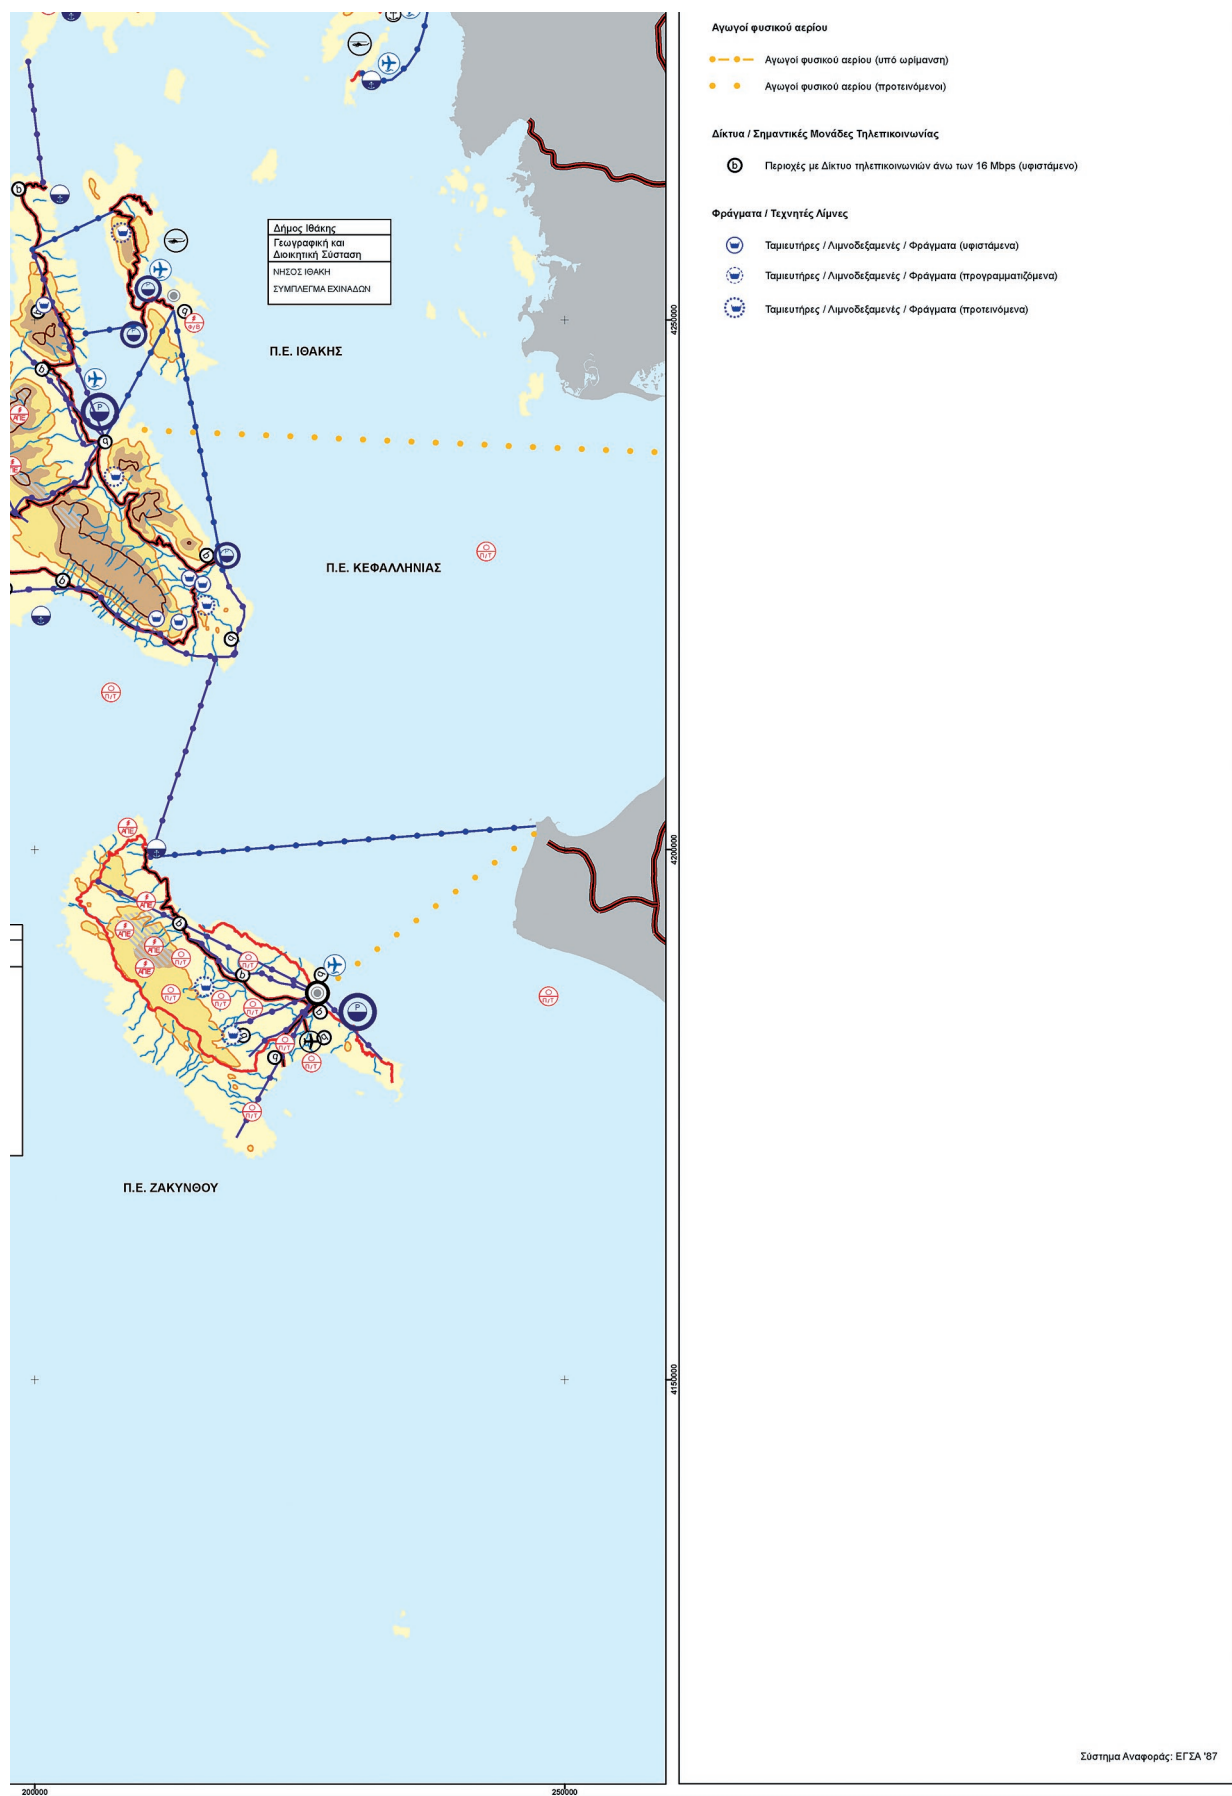 Δήμος Ιθάκης
Γεωγραφική και
Διοικητική Σύσταση
ΝΗΣΟΣ ΙΘΑΚΗ
ΣΥΜΠΛΕΓΜΑ ΕΧΙΝΑΔΩΝ
Π.Ε. ΙΘΑΚΗΣ
Π.Ε. ΚΕΦΑΛΛΗΝΙΑΣ
Π.Ε. ΖΑΚΥΝΘΟΥ
4250000
4200000
4150000
200000
250000
Αγωγοί φυσικού αερίου
Αγωγοί φυσικού αερίου (υπό ωρίμανση)
Αγωγοί φυσικού αερίου (προτεινόμενοι)
Δίκτυα / Σημαντικές Μονάδες Τηλεπικοινωνίας
b Περιοχές με Δίκτυο τηλεπικοινωνιών άνω των 16 Mbps (υφιστάμενο)
Φράγματα / Τεχνητές Λίμνες
Ταμιευτήρες / Λιμνοδεξαμενές / Φράγματα (υφιστάμενα)
Ταμιευτήρες / Λιμνοδεξαμενές / Φράγματα (προγραμματιζόμενα)
Ταμιευτήρες / Λιμνοδεξαμενές / Φράγματα (προτεινόμενα)
Σύστημα Αναφοράς: ΕΓΣΑ '87